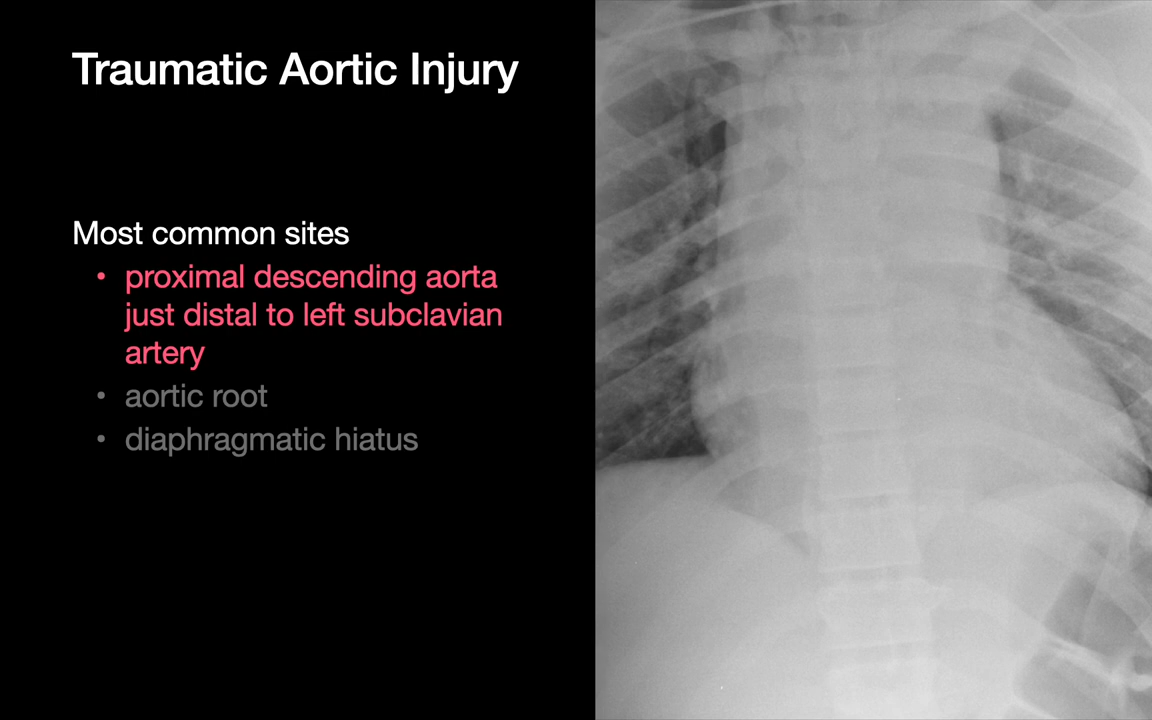 Traumatic Aortic Injury
Most common sites
• proximal descending aorta
just distal to left subclavian
artery
• aortic root
• diaphragmatic hiatus